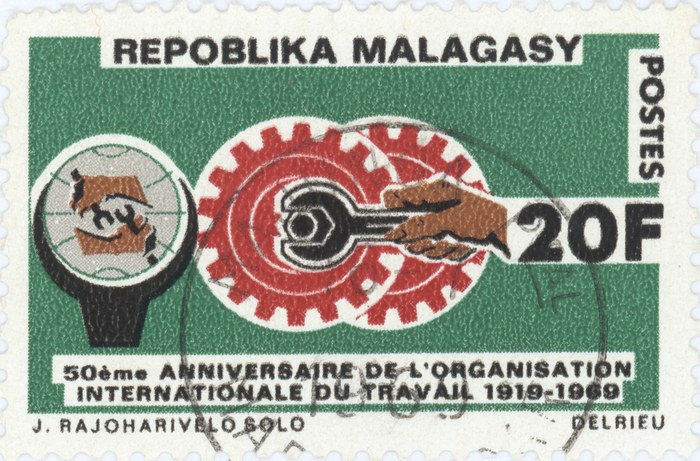 REPOBLIKA MALAGASY
POSTES
20F
50ème ANNIVERSAIRE DE L'ORGANISATION
INTERNATIONALE DU TRAVAIL 1919-1969
J. RAJOHARIVELO SOLO
DELRIEU